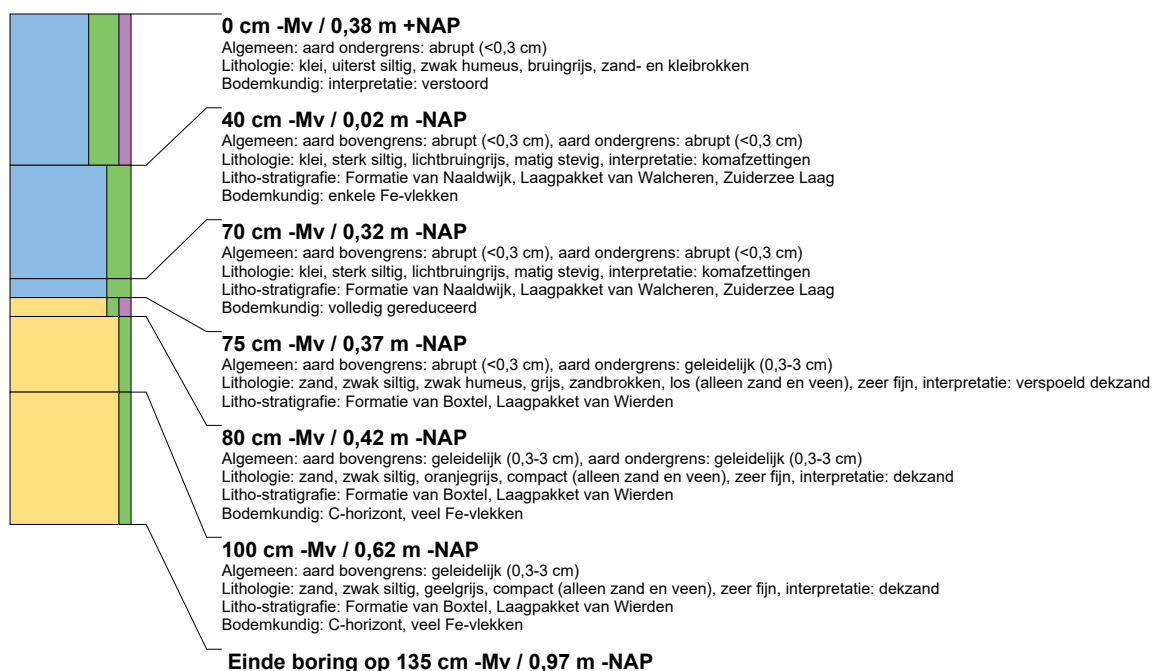 0 cm -Mv / 0,38 m +NAP
Algemeen: aard ondergrens: abrupt (<0,3 cm)
Lithologie: klei, uiterst siltig, zwak humeus, bruingrijs, zand- en kleibrokken
Bodemkundig: interpretatie: verstoord
40 cm -Mv / 0,02 m -NAP
Algemeen: aard bovengrens: abrupt (<0,3 cm), aard ondergrens: abrupt (<0,3 cm)
Lithologie: klei, sterk siltig, lichtbruingrijs, matig stevig, interpretatie: komafzettingen
Litho-stratigrafie: Formatie van Naaldwijk, Laagpakket van Walcheren, Zuiderzee Laag
Bodemkundig: enkele Fe-vlekken
70 cm -Mv / 0,32 m -NAP
Algemeen: aard bovengrens: abrupt (<0,3 cm), aard ondergrens: abrupt (<0,3 cm)
Lithologie: klei, sterk siltig, lichtbruingrijs, matig stevig, interpretatie: komafzettingen
Litho-stratigrafie: Formatie van Naaldwijk, Laagpakket van Walcheren, Zuiderzee Laag
Bodemkundig: volledig gereduceerd
75 cm -Mv / 0,37 m -NAP
Algemeen: aard bovengrens: abrupt (<0,3 cm), aard ondergrens: geleidelijk (0,3-3 cm)
Lithologie: zand, zwak siltig, zwak humeus, grijs, zandbrokken, los (alleen zand en veen), zeer fijn, interpretatie: verspoeld dekzand
Litho-stratigrafie: Formatie van Boxtel, Laagpakket van Wierden
80 cm -Mv / 0,42 m -NAP
Algemeen: aard bovengrens: geleidelijk (0,3-3 cm), aard ondergrens: geleidelijk (0,3-3 cm)
Lithologie: zand, zwak siltig, oranjegrijs, compact (alleen zand en veen), zeer fijn, interpretatie: dekzand
Litho-stratigrafie: Formatie van Boxtel, Laagpakket van Wierden
Bodemkundig: C-horizont, veel Fe-vlekken
100 cm -Mv / 0,62 m -NAP
Algemeen: aard bovengrens: geleidelijk (0,3-3 cm)
Lithologie: zand, zwak siltig, geelgrijs, compact (alleen zand en veen), zeer fijn, interpretatie: dekzand
Litho-stratigrafie: Formatie van Boxtel, Laagpakket van Wierden
Bodemkundig: C-horizont, veel Fe-vlekken
Einde boring op 135 cm -Mv / 0,97 m -NAP